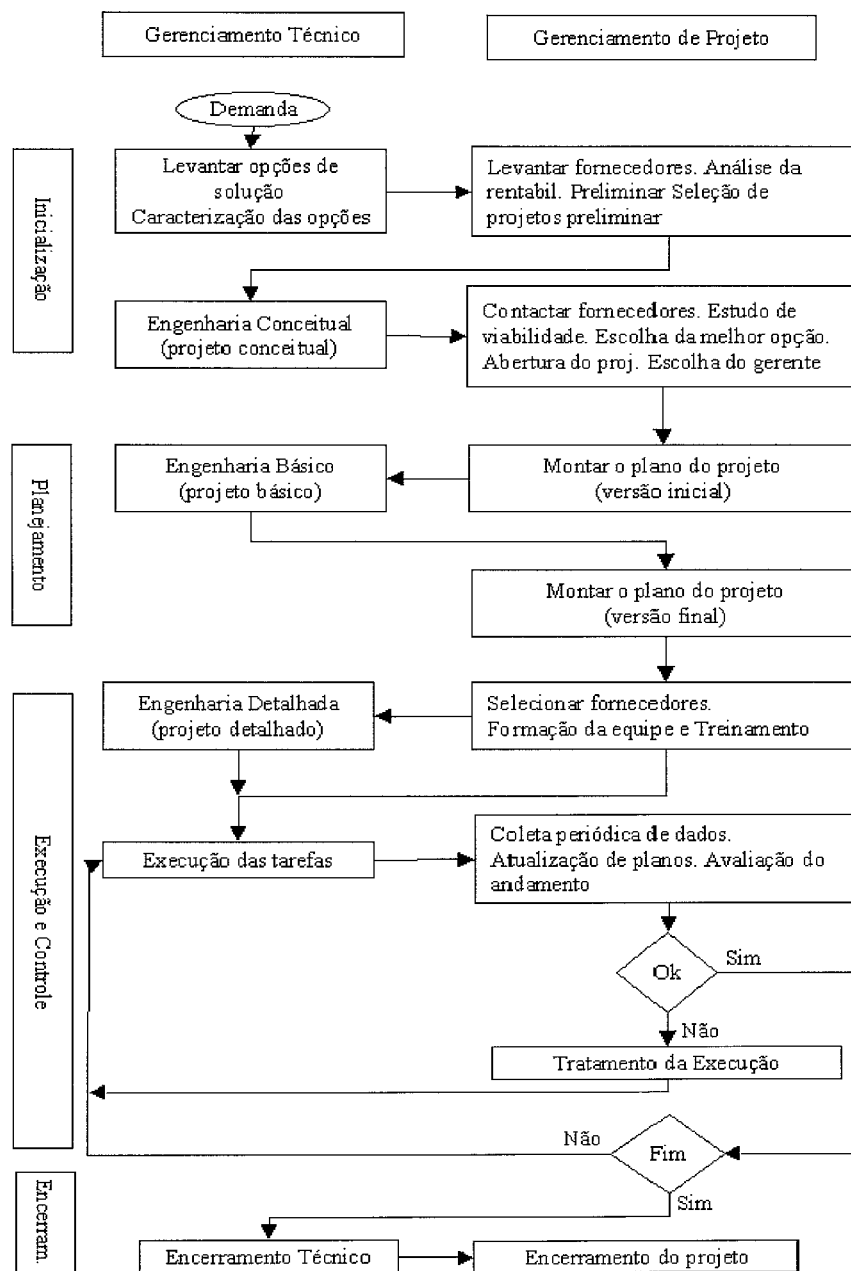 Gerenciamento Técnico
Gerenciamento de Projeto
Demanda
Inicialização
Levantar opções de
solução
Caracterização das opções
Levantar fornecedores. Análise da
rentabil. Preliminar Seleção de
projetos preliminar
Engenharia Conceitual
(projeto conceitual)
Contactar fornecedores. Estudo de
viabilidade. Escolha da melhor opção.
Abertura do proj. Escolha do gerente
Planejamento
Engenharia Básico
(projeto básico)
Montar o plano do projeto
(versão inicial)
Montar o plano do projeto
(versão final)
Execução e Controle
Engenharia Detalhada
(projeto detalhado)
Selecionar fornecedores.
Formação da equipe e Treinamento
Execução das tarefas
Coleta periódica de dados.
Atualização de planos. Avaliação do
andamento
Ok
Sim
Não
Tratamento da Execução
Não
Fim
Sim
Encerram.
Encerramento Técnico
Encerramento do projeto